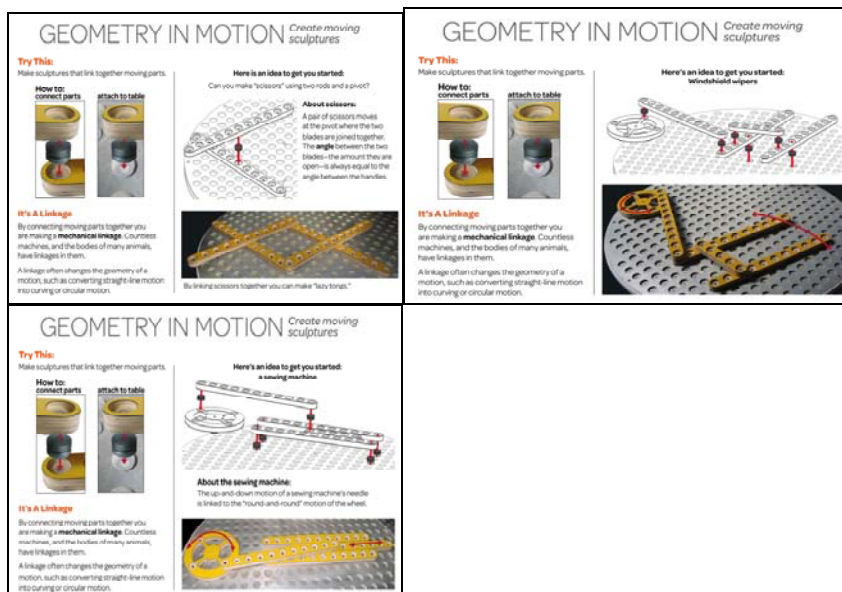 GEOMETRY IN MOTION Create moving
sculptures
Try This:
Make sculptures that link together moving parts.
How to:
connect parts
attach to table
It's A Linkage
By connecting moving parts together you
are making a mechanical linkage. Countless
machines, and the bodies of many animals,
have linkages in them.
A linkage often changes the geometry of a
motion, such as converting straight-line motion
into curving or circular motion.
Here is an idea to get you started:
Can you make "scissors" using two rods and a pivot?
About scissors:
A pair of scissors moves
at the pivot where the two
blades are joined together.
The angle between the two
blades—the amount they are
open—is always equal to the
angle between the handles.
By linking scissors together you can make "lazy tongs."
GEOMETRY IN MOTION Create moving
sculptures
Try This:
Make sculptures that link together moving parts.
How to:
connect parts
attach to table
It's A Linkage
By connecting moving parts together you
are making a mechanical linkage. Countless
machines, and the bodies of many animals,
have linkages in them.
A linkage often changes the geometry of a
motion, such as converting straight-line motion
into curving or circular motion.
Here's an idea to get you started:
Windshield wipers
GEOMETRY IN MOTION Create moving
sculptures
Try This:
Make sculptures that link together moving parts.
How to:
connect parts
attach to table
It's A Linkage
By connecting moving parts together you
are making a mechanical linkage. Countless
machines, and the bodies of many animals,
have linkages in them.
A linkage often changes the geometry of a
motion, such as converting straight-line motion
into curving or circular motion.
Here's an idea to get you started:
a sewing machine
About the sewing machine:
The up-and-down motion of a sewing machine's needle
is linked to the "round-and-round" motion of the wheel.